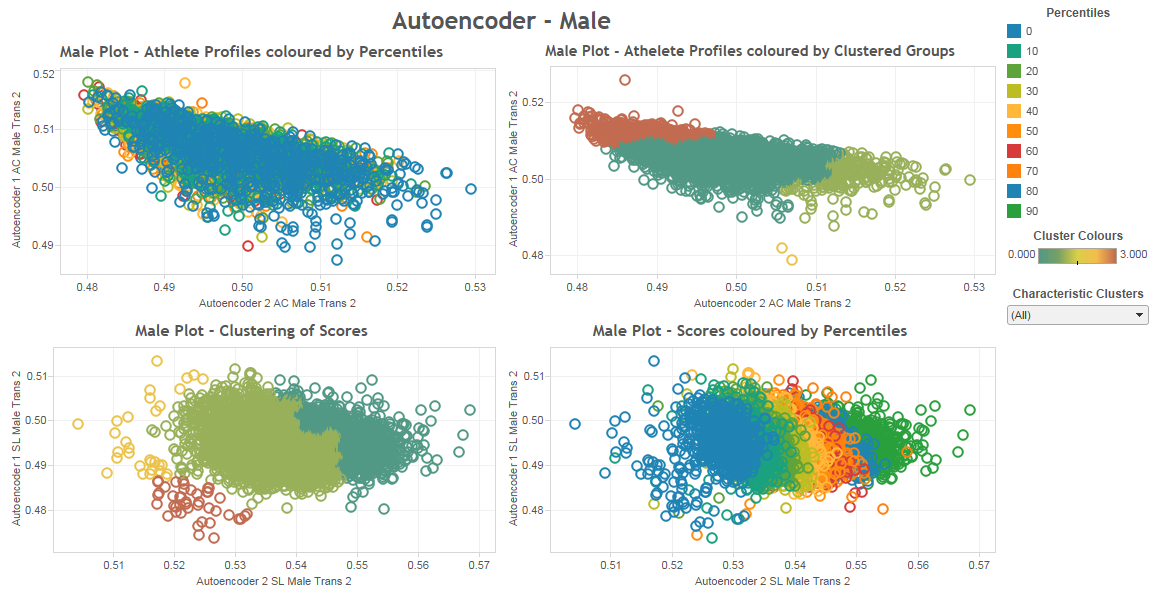 Autoencoder - Male
Male Plot - Athlete Profiles coloured by Percentiles
0.52
0.51
0.50
0.49
Autoencoder 1 AC Male Trans 2
0.48 0.49 0.50 0.51 0.52 0.53
Autoencoder 2 AC Male Trans 2
Male Plot - Athelete Profiles coloured by Clustered Groups
0.52
0.50
0.48
Autoencoder 1 AC Male Trans 2
0.48 0.49 0.50 0.51 0.52 0.53
Autoencoder 2 AC Male Trans 2
Percentiles
0
10
20
30
40
50
60
70
80
90
Cluster Colours
0.000 3.000
Characteristic Clusters
(All)
Male Plot - Clustering of Scores
0.51
0.50
0.49
0.48
Autoencoder 1 SL Male Trans 2
0.51 0.52 0.53 0.54 0.55 0.56 0.57
Autoencoder 2 SL Male Trans 2
Male Plot - Scores coloured by Percentiles
0.51
0.50
0.49
0.48
Autoencoder 1 SL Male Trans 2
0.51 0.52 0.53 0.54 0.55 0.56 0.57
Autoencoder 2 SL Male Trans 2